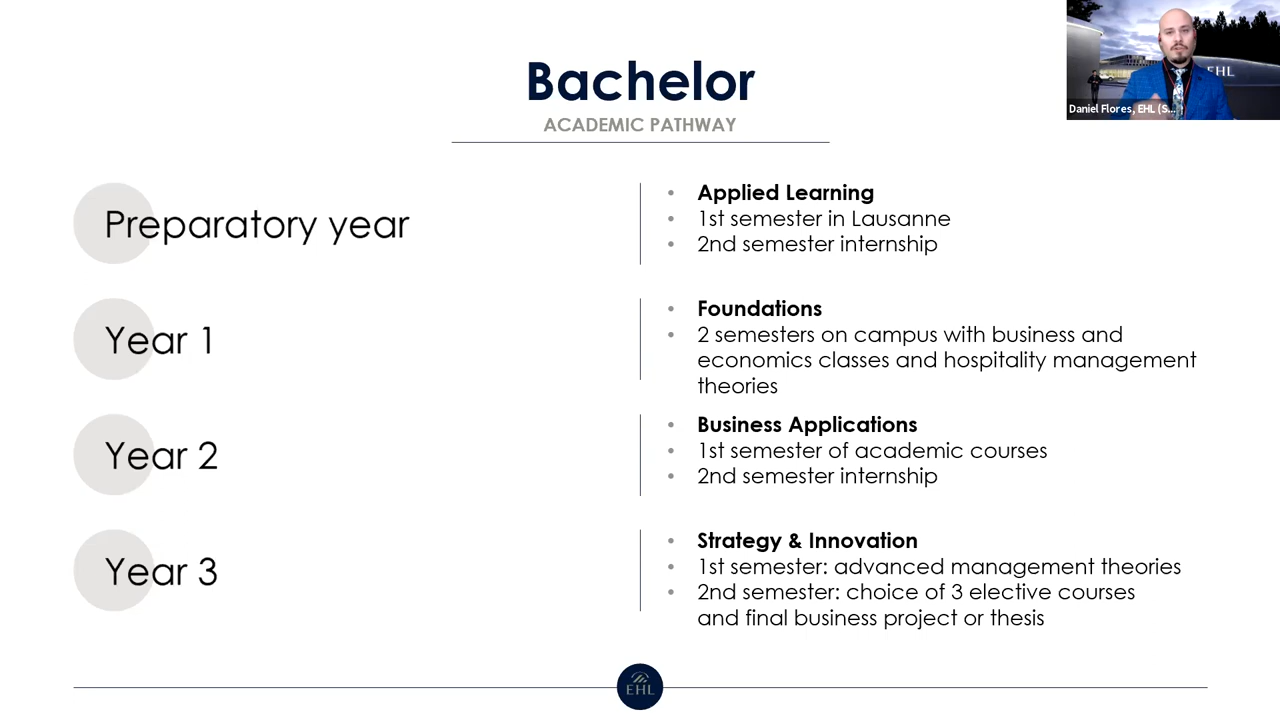 Bachelor
ACADEMIC PATHWAY
EHL
Daniel Flores, EHL (S...
Preparatory year
• Applied Learning
• 1st semester in Lausanne
• 2nd semester internship
Year 1
• Foundations
• 2 semesters on campus with business and
economics classes and hospitality management
theories
Year 2
• Business Applications
• 1st semester of academic courses
• 2nd semester internship
Year 3
• Strategy & Innovation
• 1st semester: advanced management theories
• 2nd semester: choice of 3 elective courses
and final business project or thesis
EHL